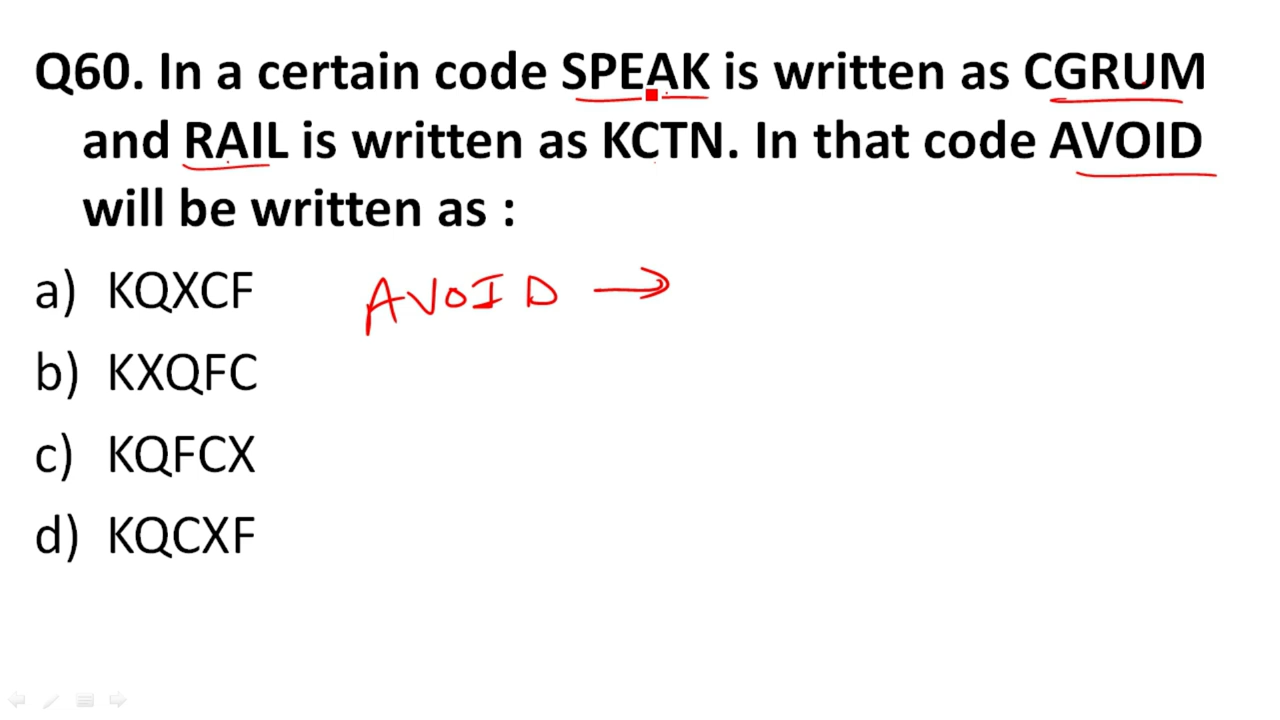 Q60. In a certain code SPEAK is written as CGRUM
and RAIL is written as KCTN. In that code AVOID
will be written as :
a) KQXCF
AVOID →
b) KXQFC
c) KQFCX
d) KQCXF